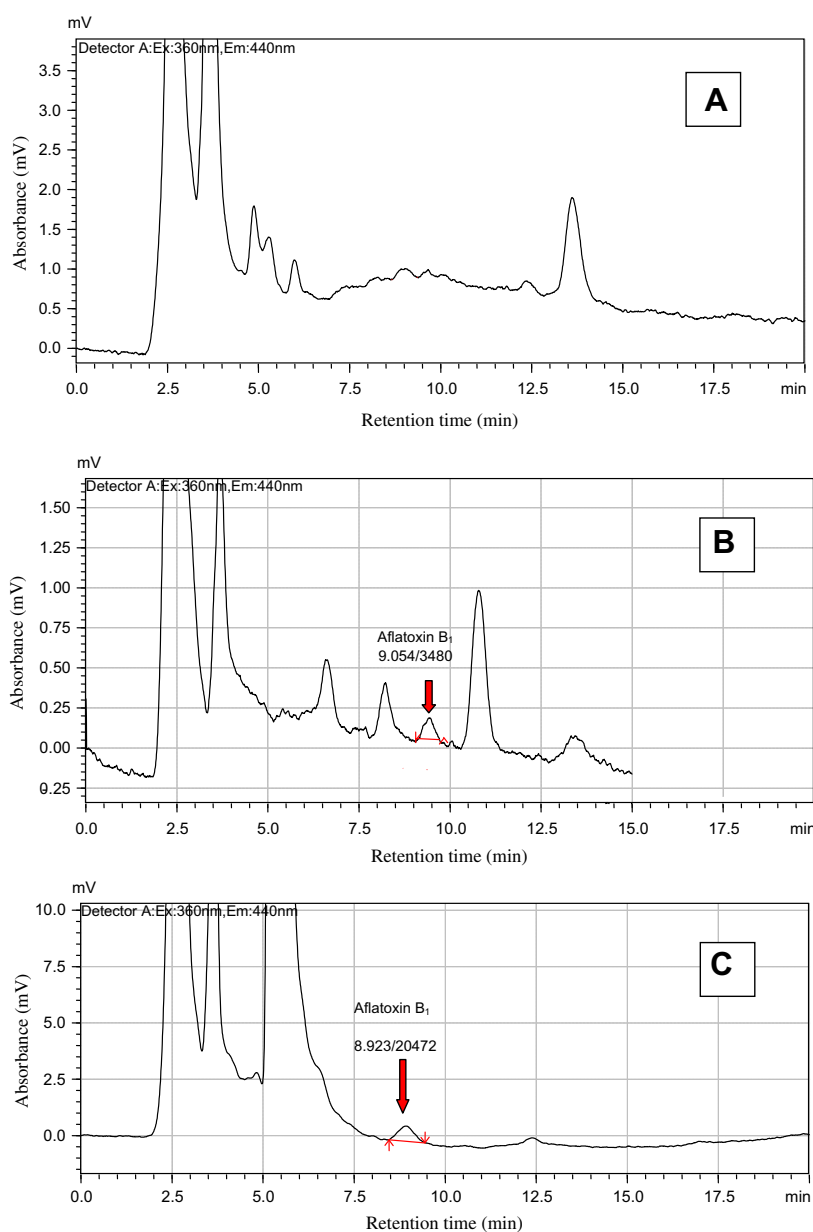 mV
Detector A:Ex:360nm,Em:440nm
A
3.5
3.0
2.5
2.0
1.5
1.0
0.5
0.0
Absorbance (mV)
0.0 2.5 5.0 7.5 10.0 12.5 15.0 17.5 min
Retention time (min)
mV
Detector A:Ex:360nm,Em:440nm
B
1.50
1.25
1.00
0.75
0.50
0.25
0.00
0.25
Absorbance (mV)
Aflatoxin B₁
9.054/3480
0.0 2.5 5.0 7.5 10.0 12.5 15.0 17.5 min
Retention time (min)
mV
Detector A:Ex:360nm,Em:440nm
C
10.0
7.5
5.0
2.5
0.0
Absorbance (mV)
Aflatoxin B₁
8.923/20472
0.0 2.5 5.0 7.5 10.0 12.5 15.0 17.5 min
Retention time (min)